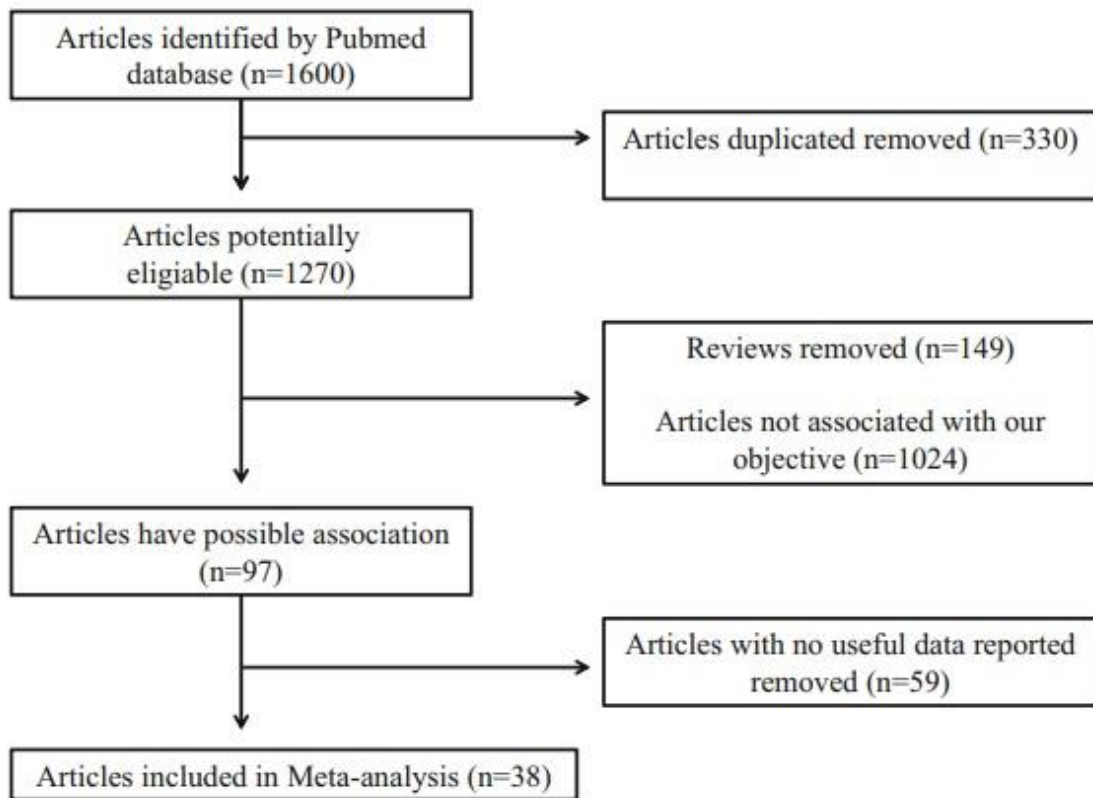 Articles identified by Pubmed
database (n=1600)
Articles duplicated removed (n=330)
Articles potentially
eligiable (n=1270)
Reviews removed (n=149)
Articles not associated with our
objective (n=1024)
Articles have possible association
(n=97)
Articles with no useful data reported
removed (n=59)
Articles included in Meta-analysis (n=38)